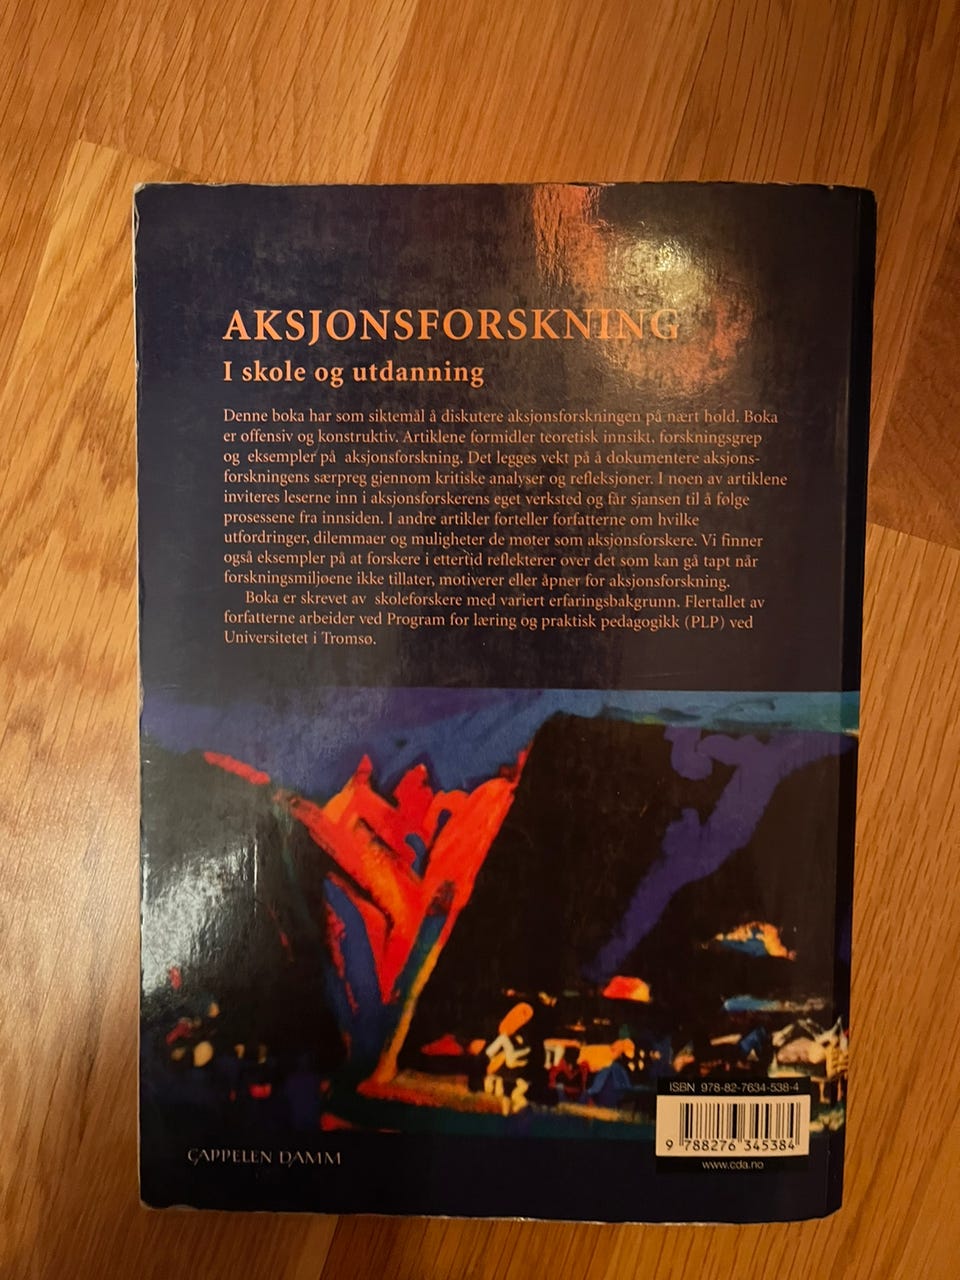 AKSJONSFORSKNING
I skole og utdanning
Denne boka har som siktemål å diskutere aksjonsforskningen på nært hold. Boka
er offensiv og konstruktiv. Artiklene formidler teoretisk innsikt, forskningsgrep
og eksempler på aksjonsforskning. Det legges vekt på å dokumentere aksjons-
forskningens særpreg gjennom kritiske analyser og refleksjoner. I noen av artiklene
inviteres leserne inn i aksjonsforskerens eget verksted og får sjansen til å følge
prosessene fra innsiden. I andre artikler forteller forfatterne om hvilke
utfordringer, dilemmaer og muligheter de møter som aksjonsforskere. Vi finner
også eksempler på at forskere i ettertid reflekterer over det som kan gå tapt når
forskningsmiljøene ikke tillater, motiverer eller åpner for aksjonsforskning.
Boka er skrevet av skoleforskere med variert erfaringsbakgrunn. Flertallet av
forfatterne arbeider ved Program for læring og praktisk pedagogikk (PLP) ved
Universitetet i Tromsø.
ISBN 978-82-7634-538-4
9 788276 345384
www.cda.no
CAPPELEN DAMM